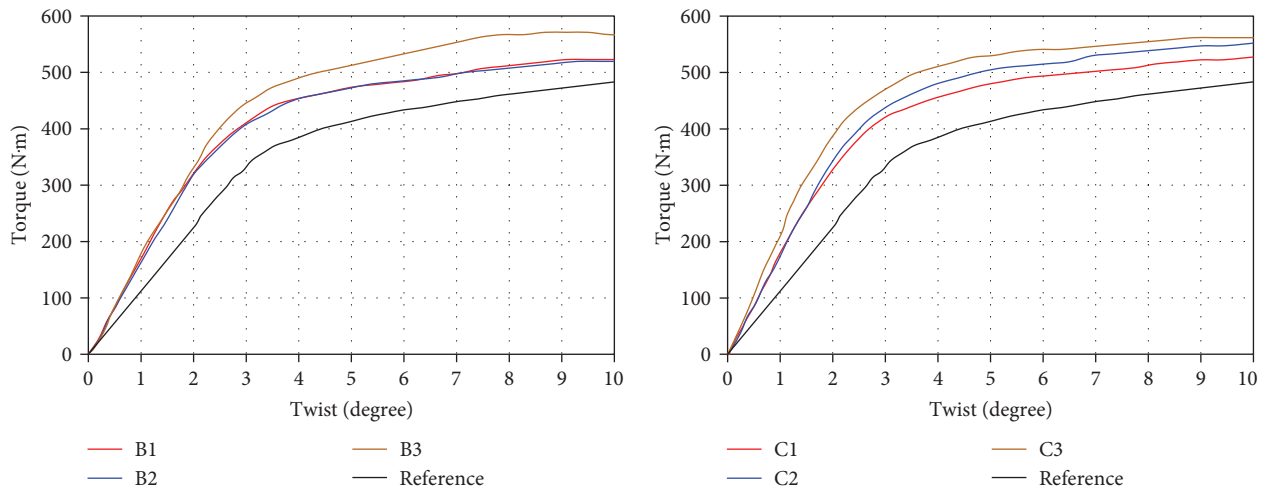 600
500
400
300
200
100
0
Torque (N·m)
0 1 2 3 4 5 6 7 8 9 10
Twist (degree)
B1
B2
B3
Reference
600
500
400
300
200
100
0
Torque (N·m)
0 1 2 3 4 5 6 7 8 9 10
Twist (degree)
C1
C2
C3
Reference